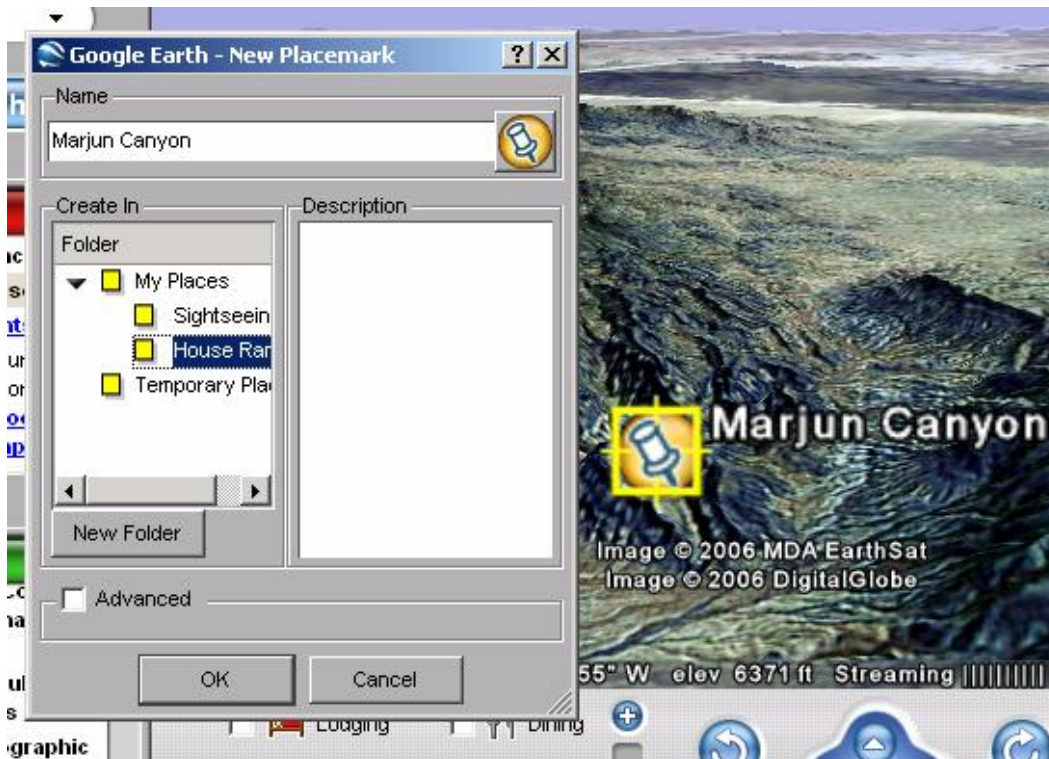 Google Earth - New Placemark
Name
Marjun Canyon
Create In
Description
Folder
My Places
Sightseein
House Ran
Temporary Pla
New Folder
Advanced
OK
Cancel
Marjun Canyon
Image © 2006 MDA EarthSat
Image © 2006 DigitalGlobe
55" W elev 6371 ft Streaming ||||||||||
Lodging
Dining
graphic